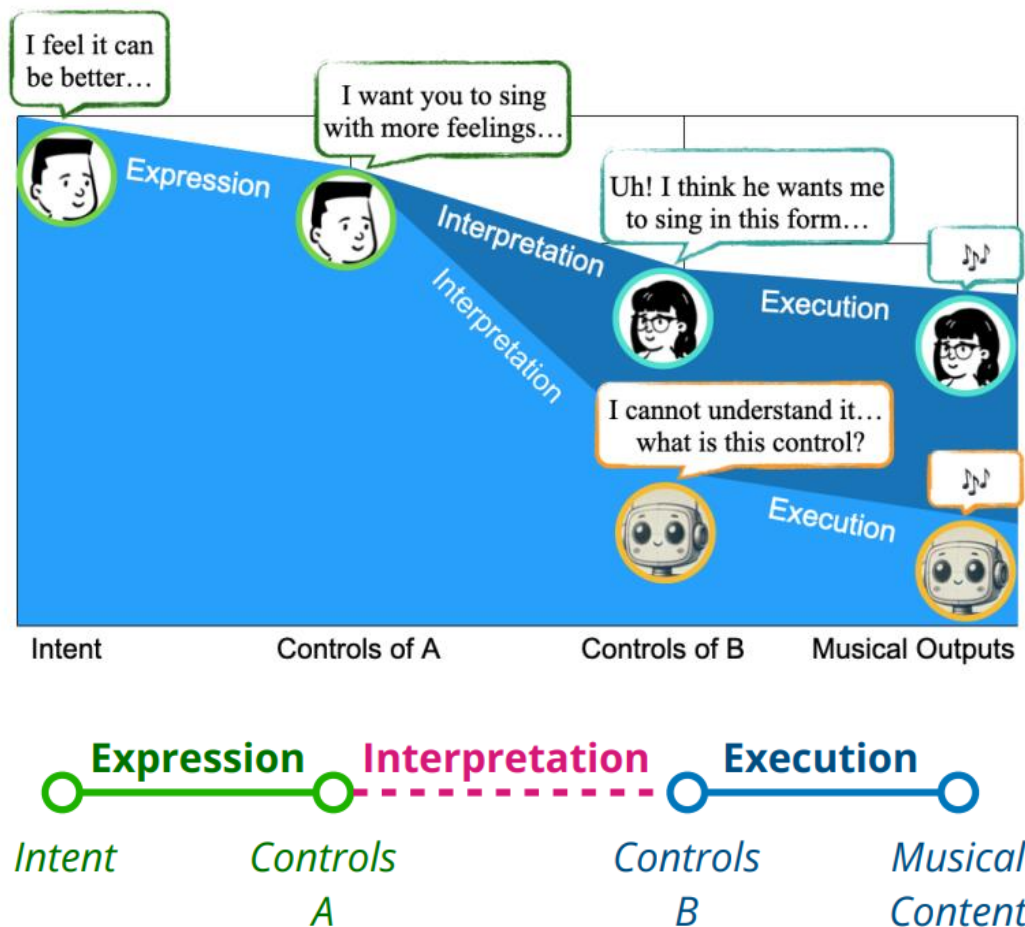 I feel it can
be better…
I want you to sing
with more feelings…
Expression
Uh! I think he wants me
to sing in this form…
Interpretation
Interpretation
Execution
I cannot understand it…
what is this control?
Execution
Intent
Controls of A
Controls of B
Musical Outputs
Expression
Interpretation
Execution
Intent
Controls
A
Controls
B
Musical
Content